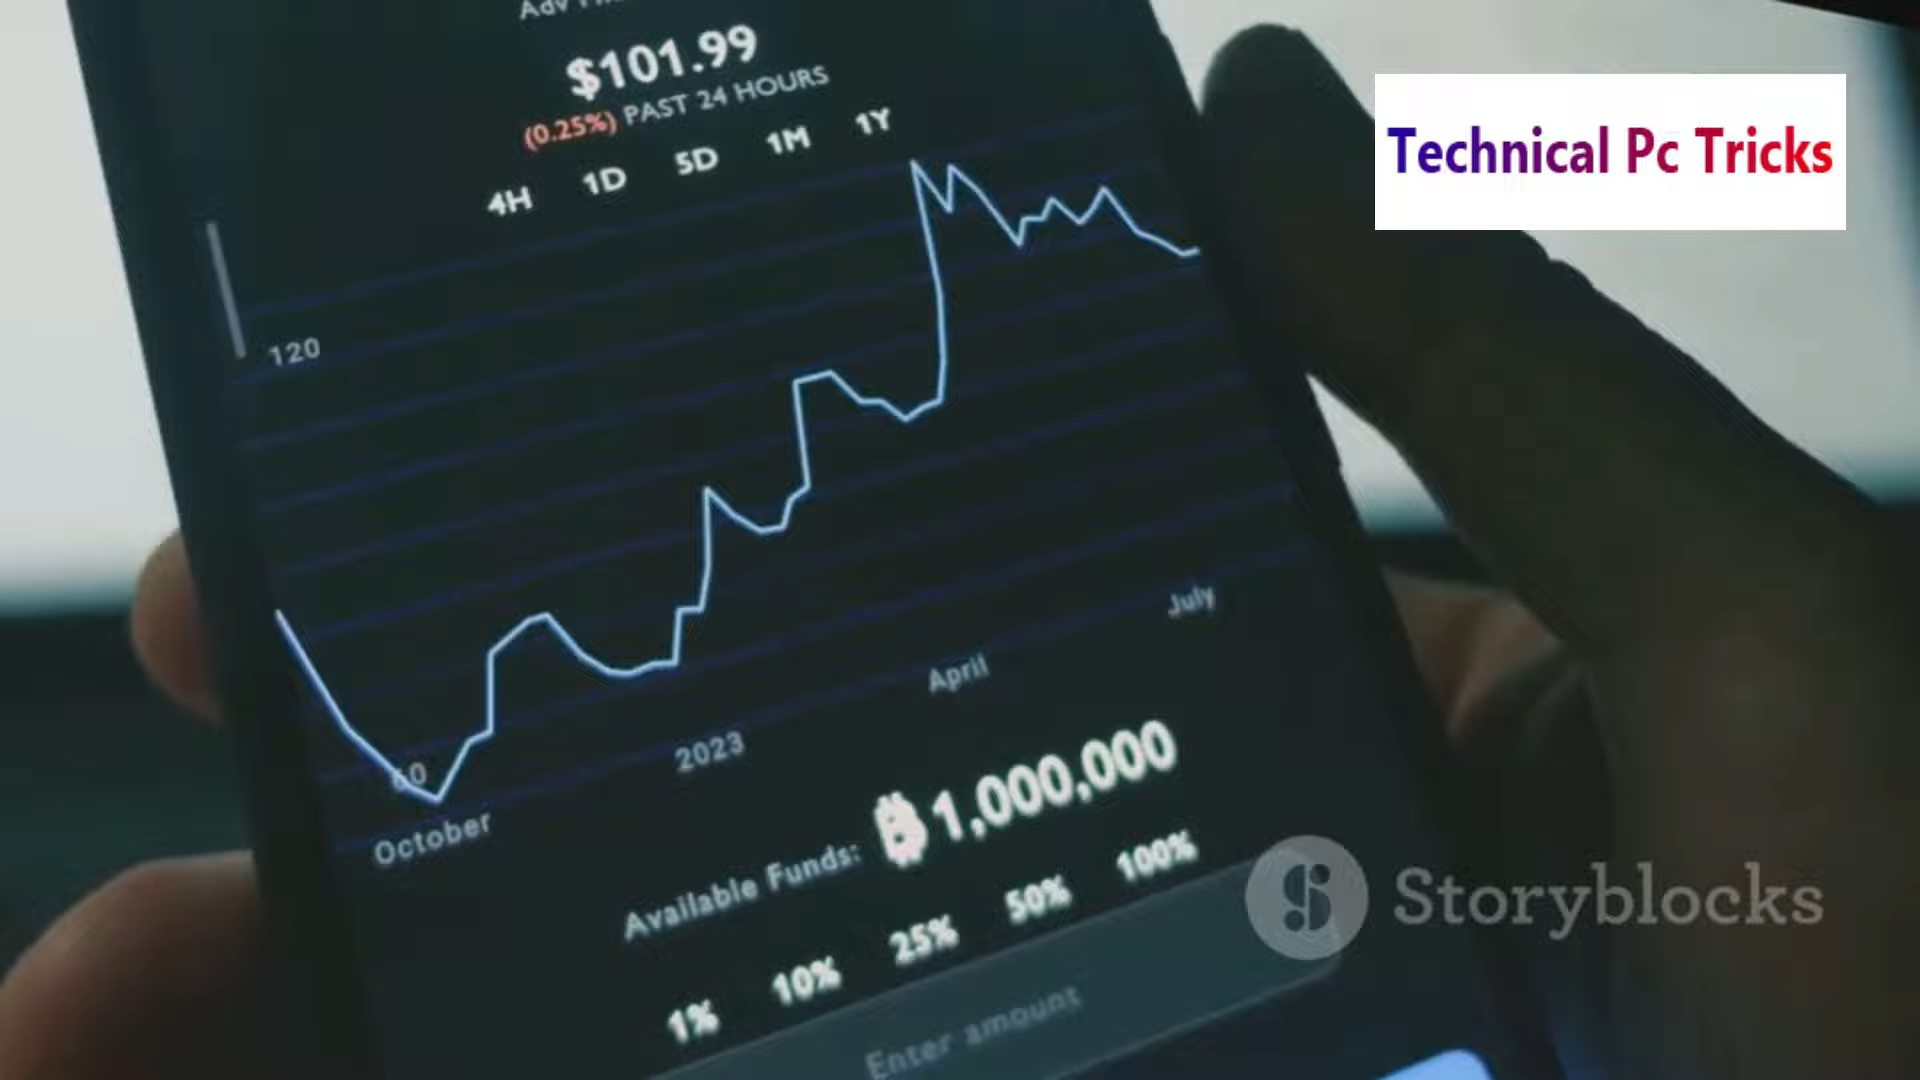 $101.99
(0.25%) PAST 24 HOURS
4H 1D 5D 1M 1Y
Technical Pc Tricks
120
60
October 2023 April July
Available Funds: ₿ 1,000,000
1% 10% 25% 50% 100%
Enter amount
Storyblocks